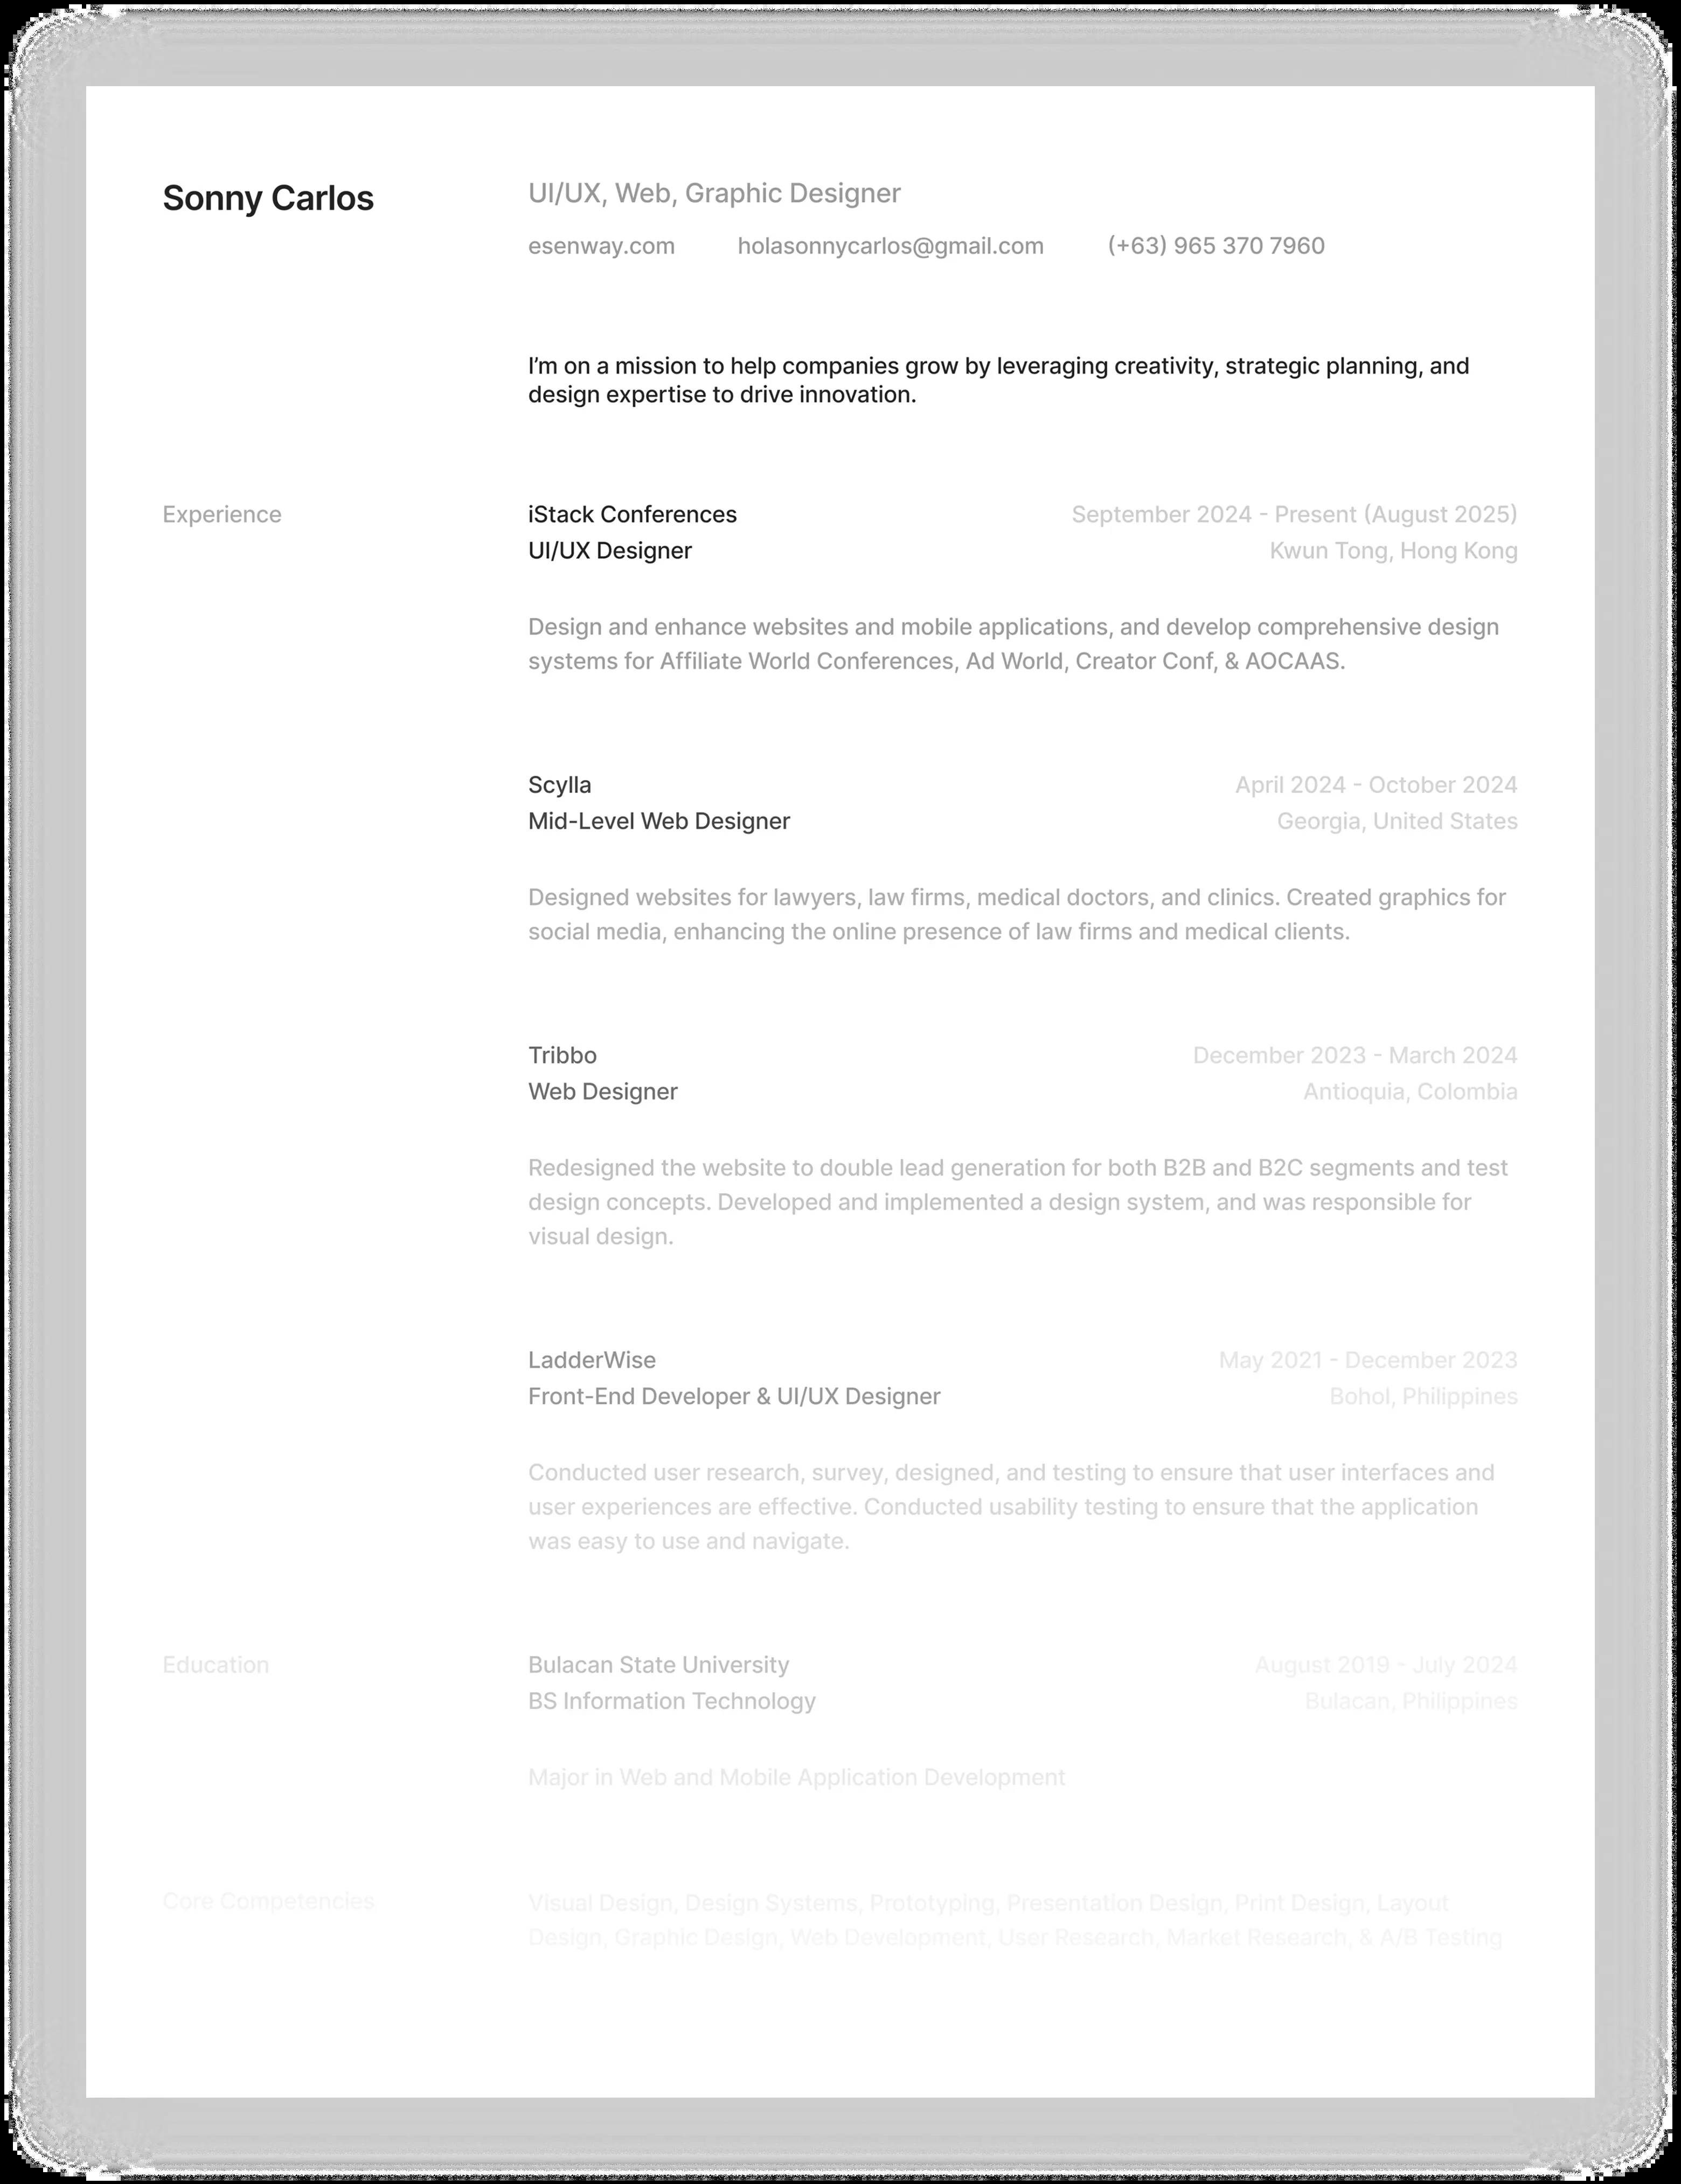 Sonny Carlos
UI/UX, Web, Graphic Designer
esenway.com holasonnycarlos@gmail.com (+63) 965 370 7960
I’m on a mission to help companies grow by leveraging creativity, strategic planning, and
design expertise to drive innovation.
Experience
iStack Conferences September 2024 - Present (August 2025)
UI/UX Designer Kwun Tong, Hong Kong
Design and enhance websites and mobile applications, and develop comprehensive design
systems for Affiliate World Conferences, Ad World, Creator Conf, & AOCAAS.
Scylla April 2024 - October 2024
Mid-Level Web Designer Georgia, United States
Designed websites for lawyers, law firms, medical doctors, and clinics. Created graphics for
social media, enhancing the online presence of law firms and medical clients.
Tribbo December 2023 - March 2024
Web Designer Antioquia, Colombia
Redesigned the website to double lead generation for both B2B and B2C segments and test
design concepts. Developed and implemented a design system, and was responsible for
visual design.
LadderWise May 2021 - December 2023
Front-End Developer & UI/UX Designer Bohol, Philippines
Conducted user research, survey, designed, and testing to ensure that user interfaces and
user experiences are effective. Conducted usability testing to ensure that the application
was easy to use and navigate.
Education
Bulacan State University August 2019 - July 2024
BS Information Technology Bulacan, Philippines
Major in Web and Mobile Application Development
Core Competencies
Visual Design, Design Systems, Prototyping, Presentation Design, Print Design, Layout
Design, Graphic Design, Web Development, User Research, Market Research, & A/B Testing